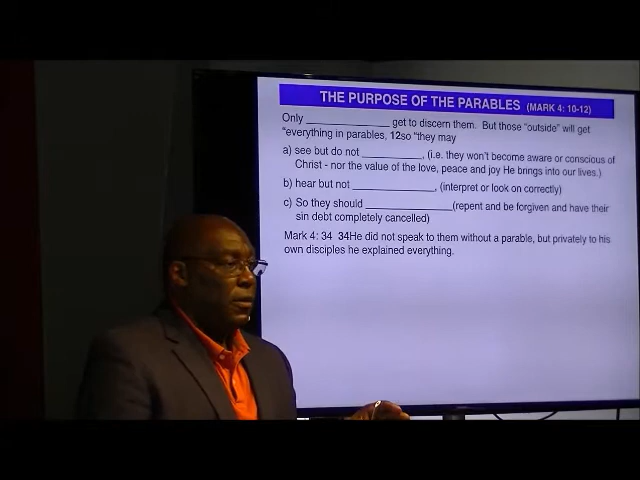 THE PURPOSE OF THE PARABLES (MARK 4: 10-12)
Only _______________ get to discern them. But those "outside" will get
"everything in parables, 12so "they may
a) see but do not __________, (i.e. they won't become aware or conscious of
Christ - nor the value of the love, peace and joy He brings into our lives.)
b) hear but not ______________, (interpret or look on correctly)
c) So they should ______________(repent and be forgiven and have their
sin debt completely cancelled)
Mark 4: 34 34He did not speak to them without a parable, but privately to his
own disciples he explained everything.